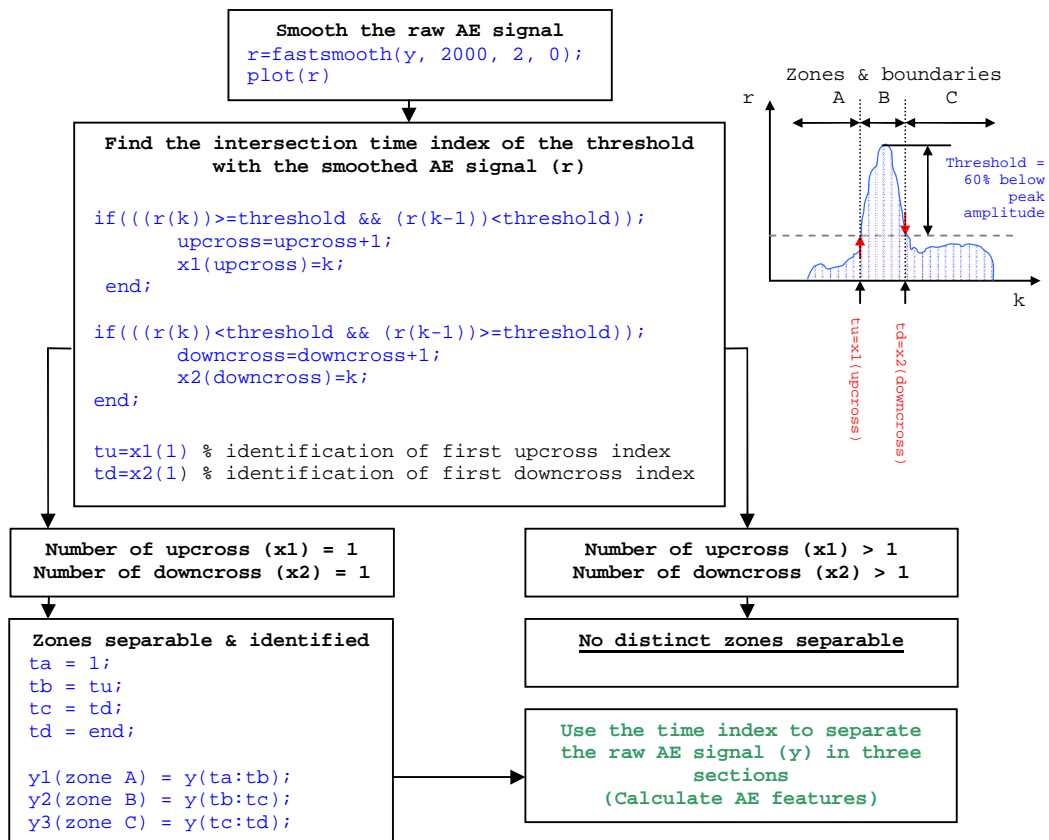 Smooth the raw AE signal
r=fastsmooth(y, 2000, 2, 0);
plot(r)
Zones & boundaries
r
A
B
C
Threshold =
60% below
peak
amplitude
k
tu=x1(upcross)
td=x2(downcross)
Find the intersection time index of the threshold
with the smoothed AE signal (r)
if(((r(k))>=threshold && (r(k-1))<threshold));
upcross=upcross+1;
x1(upcross)=k;
end;
if(((r(k))<threshold && (r(k-1))>=threshold));
downcross=downcross+1;
x2(downcross)=k;
end;
tu=x1(1) % identification of first upcross index
td=x2(1) % identification of first downcross index
Number of upcross (x1) = 1
Number of downcross (x2) = 1
Number of upcross (x1) > 1
Number of downcross (x2) > 1
Zones separable & identified
ta = 1;
tb = tu;
tc = td;
td = end;
y1(zone A) = y(ta:tb);
y2(zone B) = y(tb:tc);
y3(zone C) = y(tc:td);
No distinct zones separable
Use the time index to separate
the raw AE signal (y) in three
sections
(Calculate AE features)